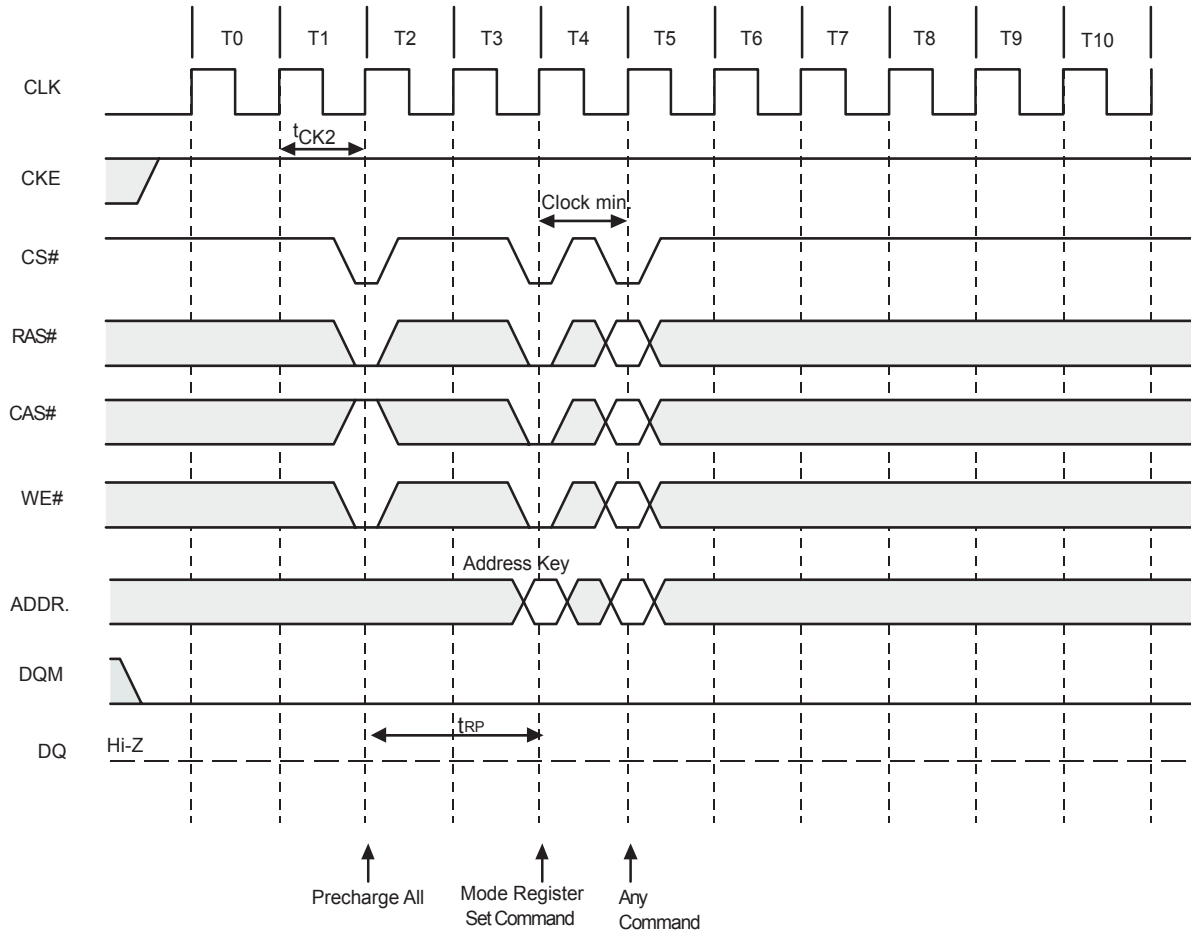 T0 T1 T2 T3 T4 T5 T6 T7 T8 T9 T10
CLK
tCK2
CKE
Clock min.
CS#
RAS#
CAS#
WE#
Address Key
ADDR.
DQM
tRP
DQ Hi-Z
Precharge All
Mode Register
Set Command
Any
Command